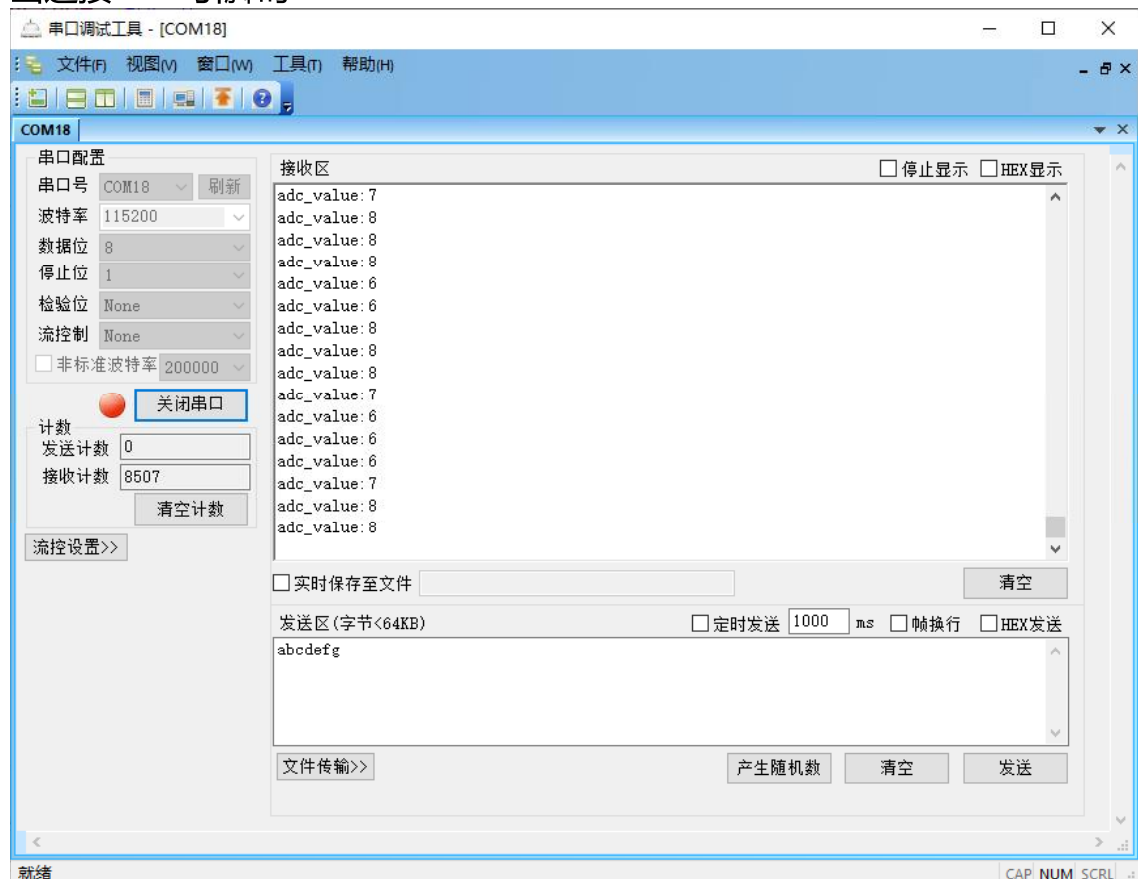 串口调试工具 - [COM18]
文件(F) 视图(V) 窗口(W) 工具(T) 帮助(H)
COM18
串口配置
串口号 COM18 刷新
波特率 115200
数据位 8
停止位 1
检验位 None
流控制 None
非标准波特率 200000
关闭串口
计数
发送计数 0
接收计数 8507
清空计数
流控设置>>
接收区 停止显示 HEX显示
adc_value:7
adc_value:8
adc_value:8
adc_value:8
adc_value:6
adc_value:6
adc_value:8
adc_value:8
adc_value:8
adc_value:7
adc_value:6
adc_value:6
adc_value:6
adc_value:7
adc_value:8
adc_value:8
实时保存至文件 清空
发送区(字节<64KB) 定时发送 1000 ms 帧换行 HEX发送
abcdefg
文件传输>> 产生随机数 清空 发送
就绪 CAP NUM SCRL